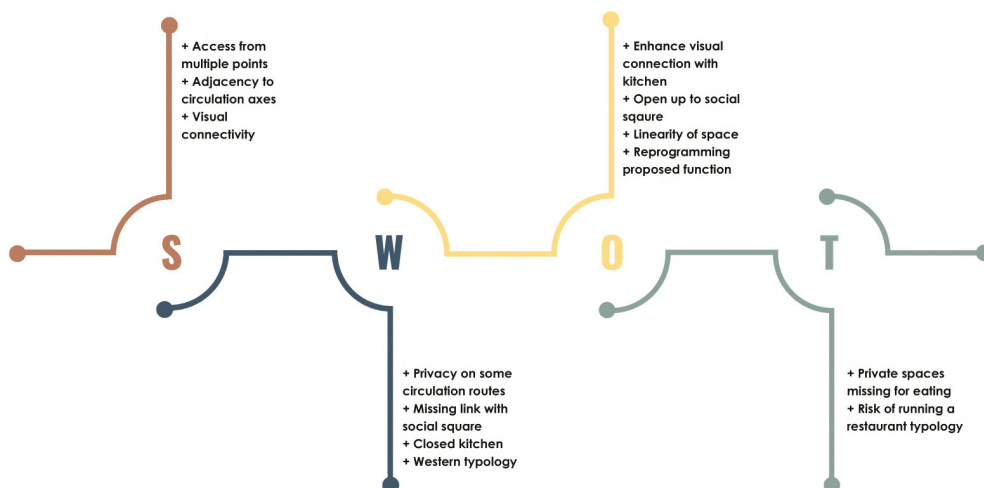 + Access from
multiple points
+ Adjacency to
circulation axes
+ Visual
connectivity
+ Enhance visual
connection with
kitchen
+ Open up to social
sqaure
+ Linearity of space
+ Reprogramming
proposed function
S
W
O
T
+ Privacy on some
circulation routes
+ Missing link with
social square
+ Closed kitchen
+ Western typology
+ Private spaces
missing for eating
+ Risk of running a
restaurant typology